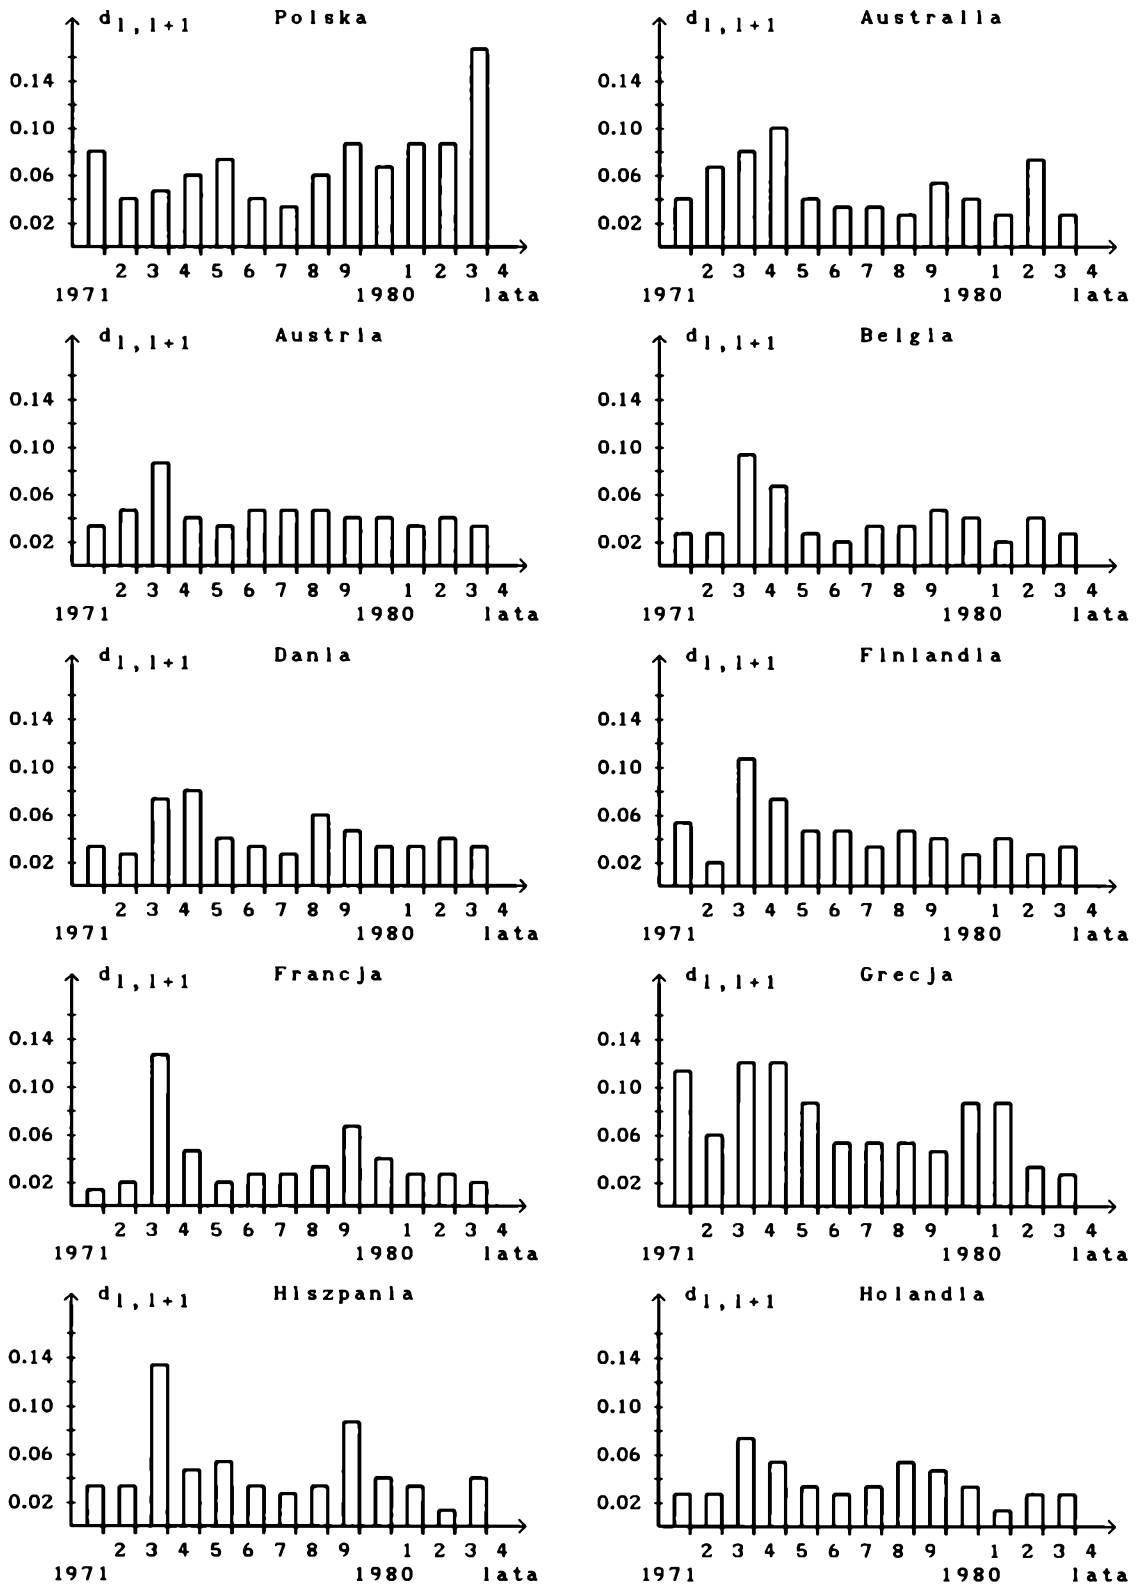 d l,l+1 Polska
0.14
0.10
0.06
0.02
2 3 4 5 6 7 8 9 1 2 3 4
1971 1980 lata
d l,l+1 Australia
0.14
0.10
0.06
0.02
2 3 4 5 6 7 8 9 1 2 3 4
1971 1980 lata
d l,l+1 Austria
0.14
0.10
0.06
0.02
2 3 4 5 6 7 8 9 1 2 3 4
1971 1980 lata
d l,l+1 Belgia
0.14
0.10
0.06
0.02
2 3 4 5 6 7 8 9 1 2 3 4
1971 1980 lata
d l,l+1 Dania
0.14
0.10
0.06
0.02
2 3 4 5 6 7 8 9 1 2 3 4
1971 1980 lata
d l,l+1 Finlandia
0.14
0.10
0.06
0.02
2 3 4 5 6 7 8 9 1 2 3 4
1971 1980 lata
d l,l+1 Francja
0.14
0.10
0.06
0.02
2 3 4 5 6 7 8 9 1 2 3 4
1971 1980 lata
d l,l+1 Grecja
0.14
0.10
0.06
0.02
2 3 4 5 6 7 8 9 1 2 3 4
1971 1980 lata
d l,l+1 Hiszpania
0.14
0.10
0.06
0.02
2 3 4 5 6 7 8 9 1 2 3 4
1971 1980 lata
d l,l+1 Holandia
0.14
0.10
0.06
0.02
2 3 4 5 6 7 8 9 1 2 3 4
1971 1980 lata